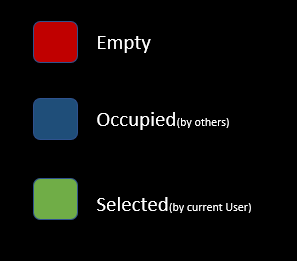 Empty
Occupied(by others)
Selected(by current User)